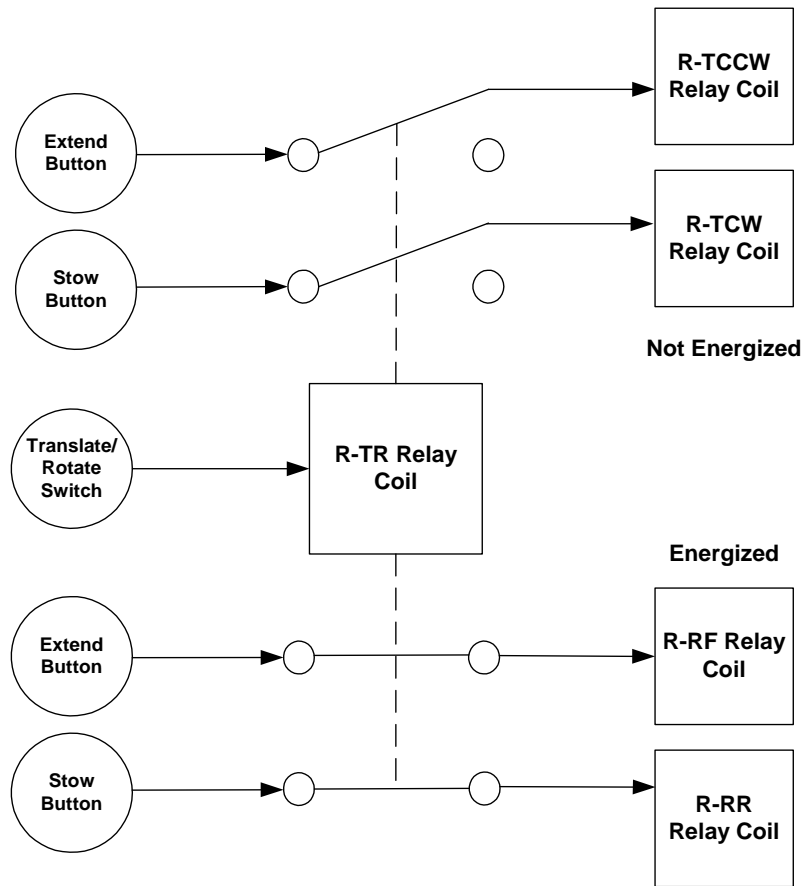 R-TCCW
Relay Coil
Extend
Button
R-TCW
Relay Coil
Stow
Button
Not Energized
Translate/
Rotate
Switch
R-TR Relay
Coil
Energized
Extend
Button
R-RF Relay
Coil
Stow
Button
R-RR
Relay Coil